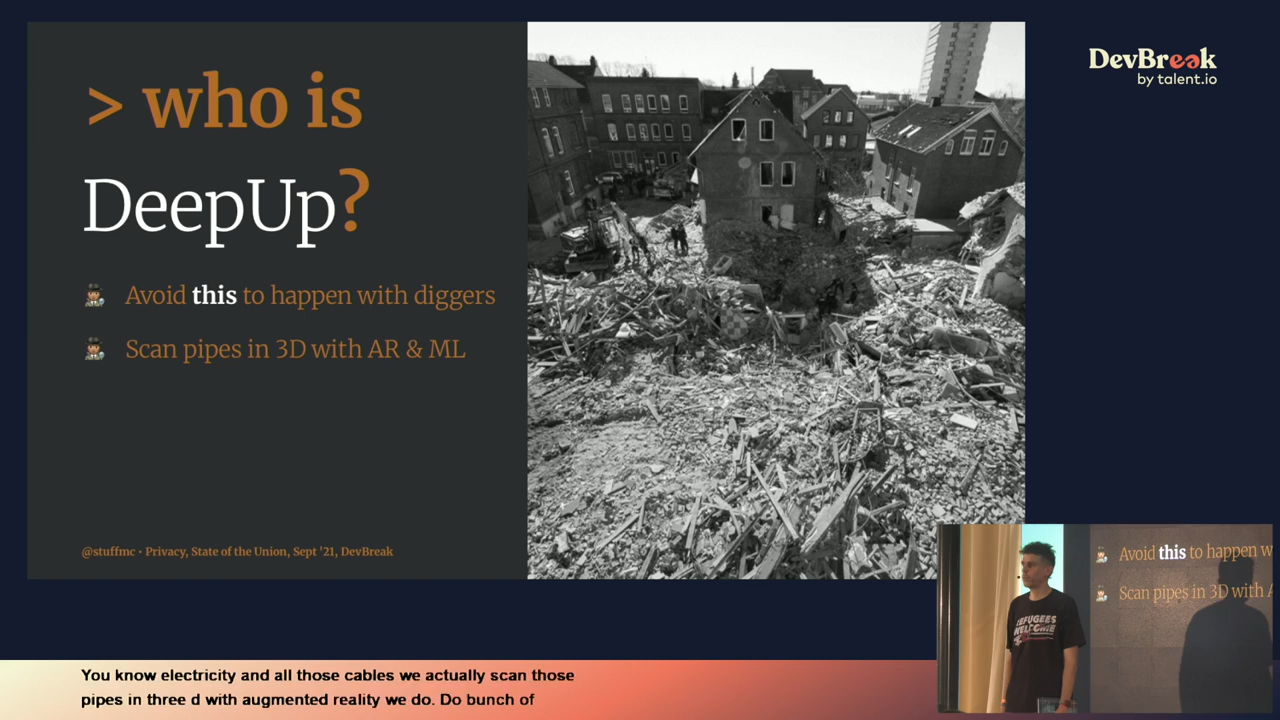 > who is
DeepUp?
Avoid this to happen with diggers
Scan pipes in 3D with AR & ML
@stuffmc • Privacy, State of the Union, Sept '21, DevBreak
DevBreak
by talent.io
Avoid this to happen w
Scan pipes in 3D with A
REFUGEES
WELCOME
You know electricity and all those cables we actually scan those
pipes in three d with augmented reality we do. Do bunch of